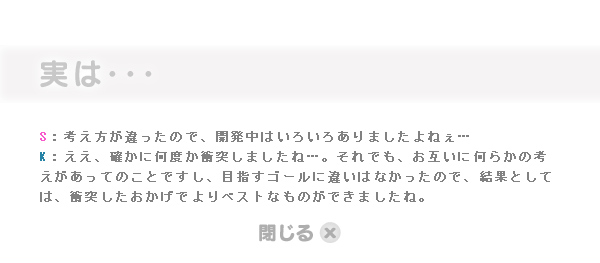 実は・・・
S：考え方が違ったので、開発中はいろいろありましたよねぇ…
K：ええ、確かに何度か衝突しましたね…。それでも、お互いに何らかの考
えがあってのことですし、目指すゴールに違いはなかったので、結果として
は、衝突したおかげでよりベストなものができましたね。
閉じる